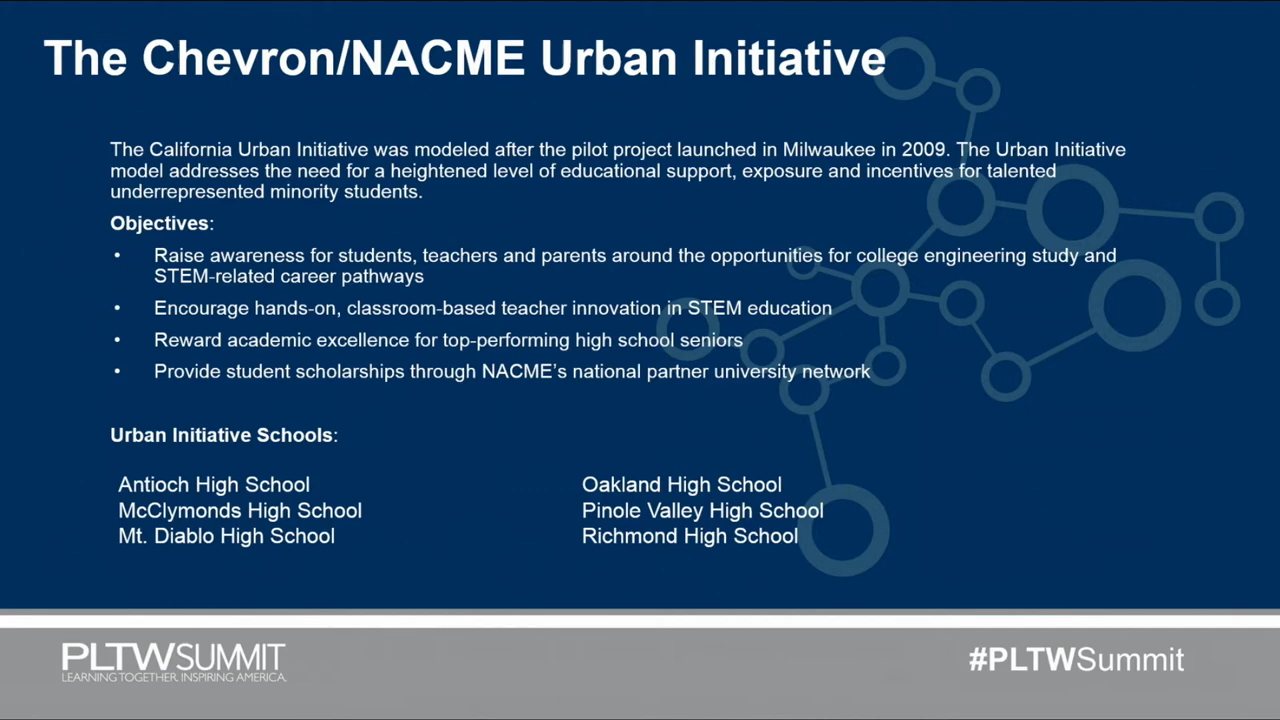 The Chevron/NACME Urban Initiative
The California Urban Initiative was modeled after the pilot project launched in Milwaukee in 2009. The Urban Initiative
model addresses the need for a heightened level of educational support, exposure and incentives for talented
underrepresented minority students.
Objectives:
• Raise awareness for students, teachers and parents around the opportunities for college engineering study and
STEM-related career pathways
• Encourage hands-on, classroom-based teacher innovation in STEM education
• Reward academic excellence for top-performing high school seniors
• Provide student scholarships through NACME’s national partner university network
Urban Initiative Schools:
Antioch High School
McClymonds High School
Mt. Diablo High School
Oakland High School
Pinole Valley High School
Richmond High School
PLTWSUMMIT
LEARNING TOGETHER. INSPIRING AMERICA.
#PLTWSummit